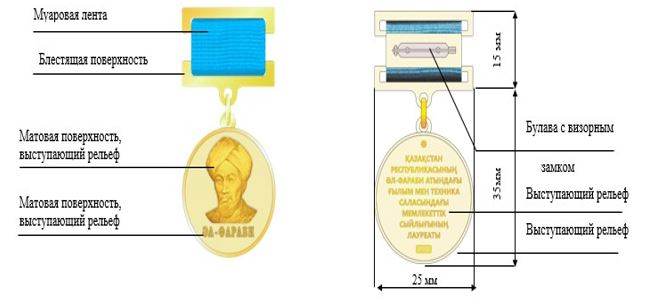 Муаровая лента
Блестящая поверхность
Матовая поверхность,
выступающий рельеф
Матовая поверхность,
выступающий рельеф
ӘЛ-ФАРАБИ
15 мм
Булава с визорным
замком
35мм
Выступающий рельеф
Выступающий рельеф
ҚАЗАҚСТАН
РЕСПУБЛИКАСЫНЫҢ
ӘЛ-ФАРАБИ АТЫНДАҒЫ
ҒЫЛЫМ МЕН ТЕХНИКА
САЛАСЫНДАҒЫ
МЕМЛЕКЕТТІК
СЫЙЛЫҒЫНЫҢ
ЛАУРЕАТЫ
25 мм